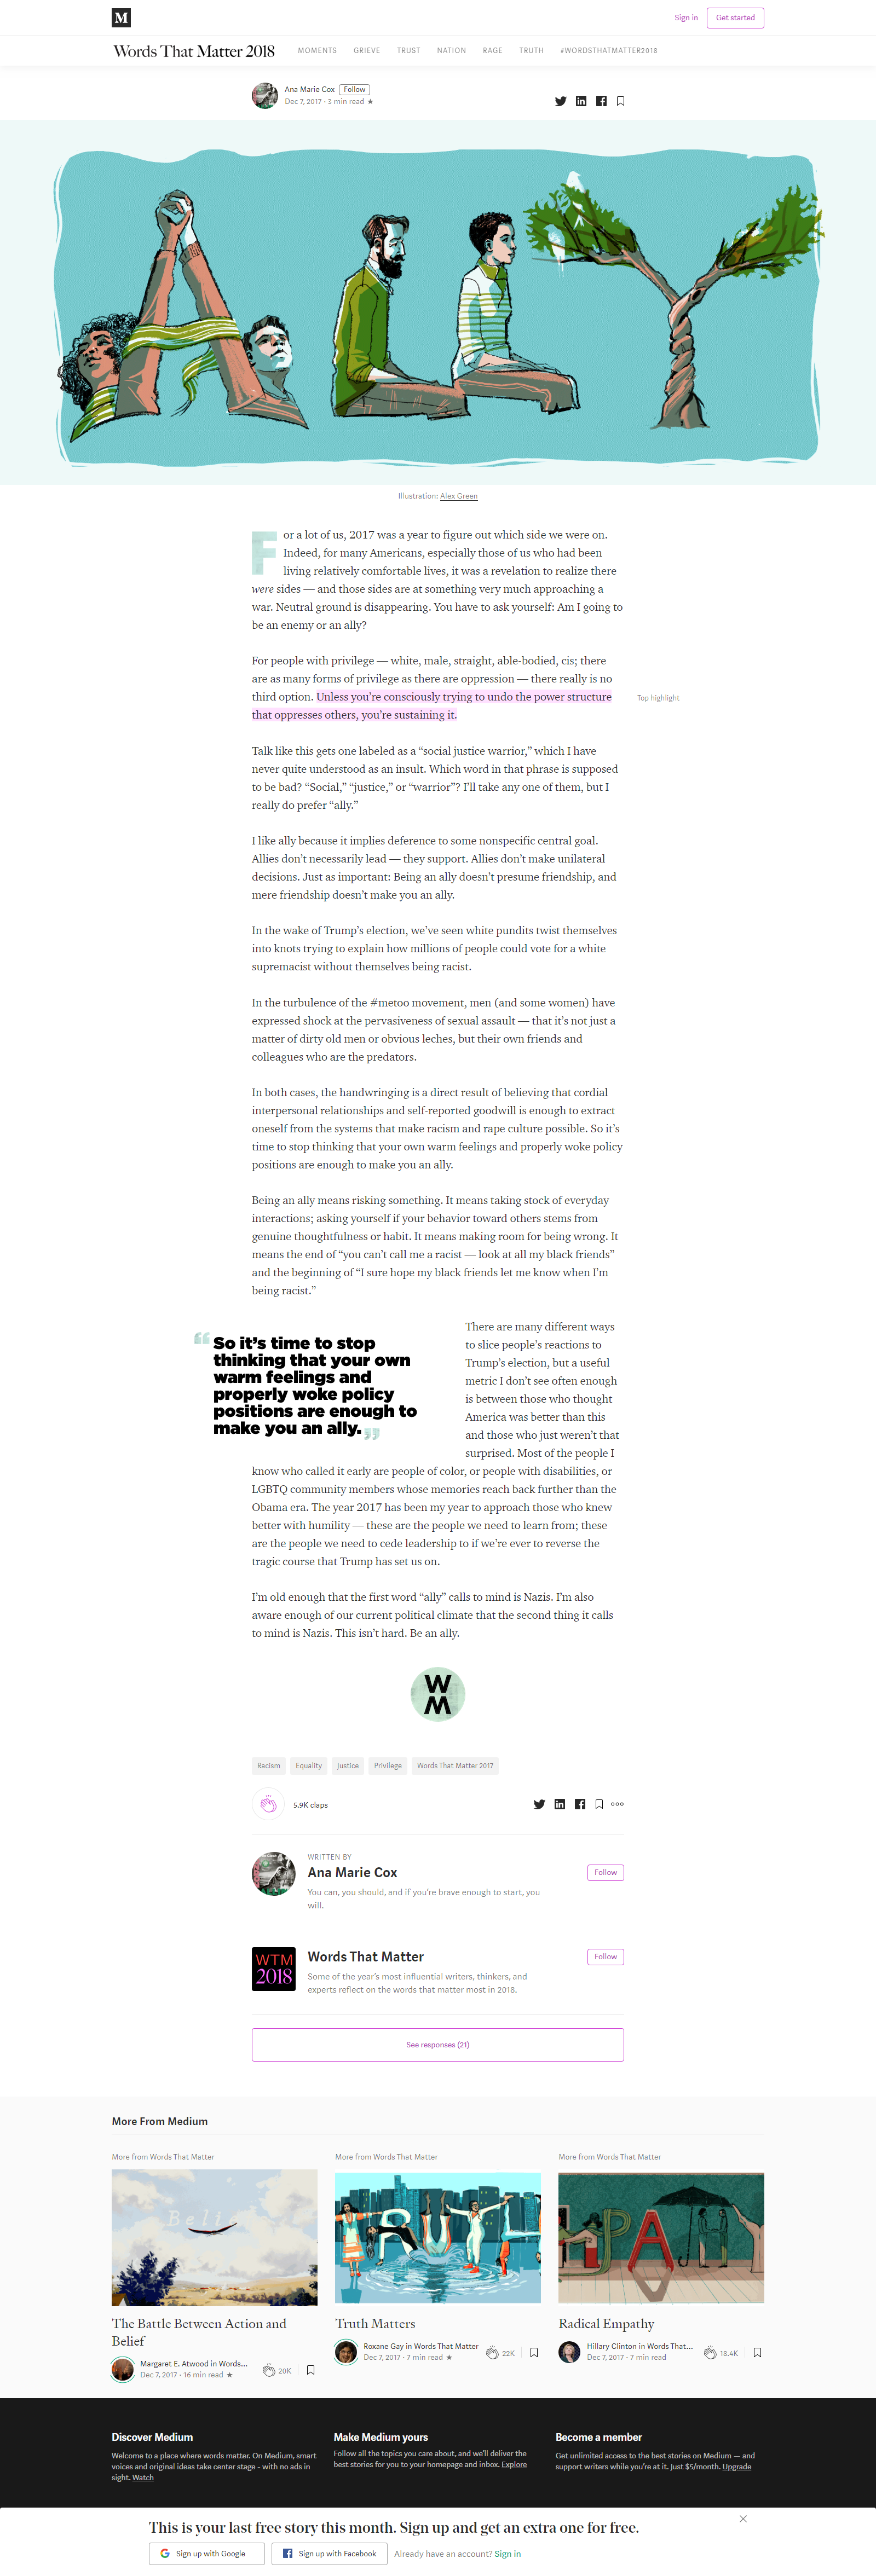 M
Sign in
Get started
Words That Matter 2018
MOMENTS
GRIEVE
TRUST
NATION
RAGE
TRUTH
#WORDSTHATMATTER2018
Ana Marie Cox
Follow
Dec 7, 2017 · 3 min read ★
ALLY
Illustration: Alex Green
For a lot of us, 2017 was a year to figure out which side we were on.
Indeed, for many Americans, especially those of us who had been
living relatively comfortable lives, it was a revelation to realize there
were sides — and those sides are at something very much approaching a
war. Neutral ground is disappearing. You have to ask yourself: Am I going to
be an enemy or an ally?
For people with privilege — white, male, straight, able-bodied, cis; there
are as many forms of privilege as there are oppression — there really is no
third option. Unless you’re consciously trying to undo the power structure
Top highlight
that oppresses others, you’re sustaining it.
Talk like this gets one labeled as a “social justice warrior,” which I have
never quite understood as an insult. Which word in that phrase is supposed
to be bad? “Social,” “justice,” or “warrior”? I’ll take any one of them, but I
really do prefer “ally.”
I like ally because it implies deference to some nonspecific central goal.
Allies don’t necessarily lead — they support. Allies don’t make unilateral
decisions. Just as important: Being an ally doesn’t presume friendship, and
mere friendship doesn’t make you an ally.
In the wake of Trump’s election, we’ve seen white pundits twist themselves
into knots trying to explain how millions of people could vote for a white
supremacist without themselves being racist.
In the turbulence of the #metoo movement, men (and some women) have
expressed shock at the pervasiveness of sexual assault — that it’s not just a
matter of dirty old men or obvious leches, but their own friends and
colleagues who are the predators.
In both cases, the handwringing is a direct result of believing that cordial
interpersonal relationships and self-reported goodwill is enough to extract
oneself from the systems that make racism and rape culture possible. So it’s
time to stop thinking that your own warm feelings and properly woke policy
positions are enough to make you an ally.
Being an ally means risking something. It means taking stock of everyday
interactions; asking yourself if your behavior toward others stems from
genuine thoughtfulness or habit. It means making room for being wrong. It
means the end of “you can’t call me a racist — look at all my black friends”
and the beginning of “I sure hope my black friends let me know when I’m
being racist.”
“So it’s time to stop
thinking that your own
warm feelings and
properly woke policy
positions are enough to
make you an ally.”
There are many different ways
to slice people’s reactions to
Trump’s election, but a useful
metric I don’t see often enough
is between those who thought
America was better than this
and those who just weren’t that
surprised. Most of the people I
know who called it early are people of color, or people with disabilities, or
LGBTQ community members whose memories reach back further than the
Obama era. The year 2017 has been my year to approach those who knew
better with humility — these are the people we need to learn from; these
are the people we need to cede leadership to if we’re ever to reverse the
tragic course that Trump has set us on.
I’m old enough that the first word “ally” calls to mind is Nazis. I’m also
aware enough of our current political climate that the second thing it calls
to mind is Nazis. This isn’t hard. Be an ally.
W
M
Racism
Equality
Justice
Privilege
Words That Matter 2017
5.9K claps
WRITTEN BY
Ana Marie Cox
Follow
You can, you should, and if you’re brave enough to start, you
will.
WTM
2018
Words That Matter
Follow
Some of the year’s most influential writers, thinkers, and
experts reflect on the words that matter most in 2018.
See responses (21)
More From Medium
More from Words That Matter
More from Words That Matter
More from Words That Matter
Beli
RUTH
PA
The Battle Between Action and
Belief
Margaret E. Atwood in Words...
Dec 7, 2017 · 16 min read ★
20K
Truth Matters
Roxane Gay in Words That Matter
Dec 7, 2017 · 7 min read ★
22K
Radical Empathy
Hillary Clinton in Words That...
Dec 7, 2017 · 7 min read
18.4K
Discover Medium
Welcome to a place where words matter. On Medium, smart
voices and original ideas take center stage - with no ads in
sight. Watch
Make Medium yours
Follow all the topics you care about, and we’ll deliver the
best stories for you to your homepage and inbox. Explore
Become a member
Get unlimited access to the best stories on Medium — and
support writers while you’re at it. Just $5/month. Upgrade
This is your last free story this month. Sign up and get an extra one for free.
Sign up with Google
Sign up with Facebook
Already have an account? Sign in